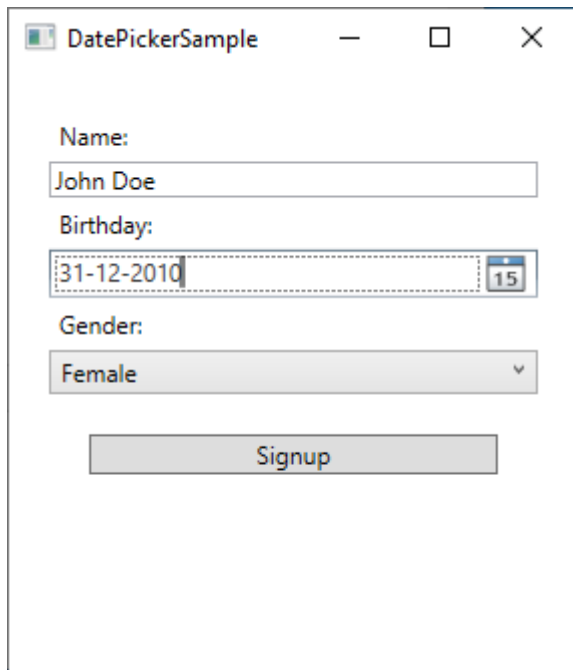 DatePickerSample
Name:
John Doe
Birthday:
31-12-2010
15
Gender:
Female
Signup